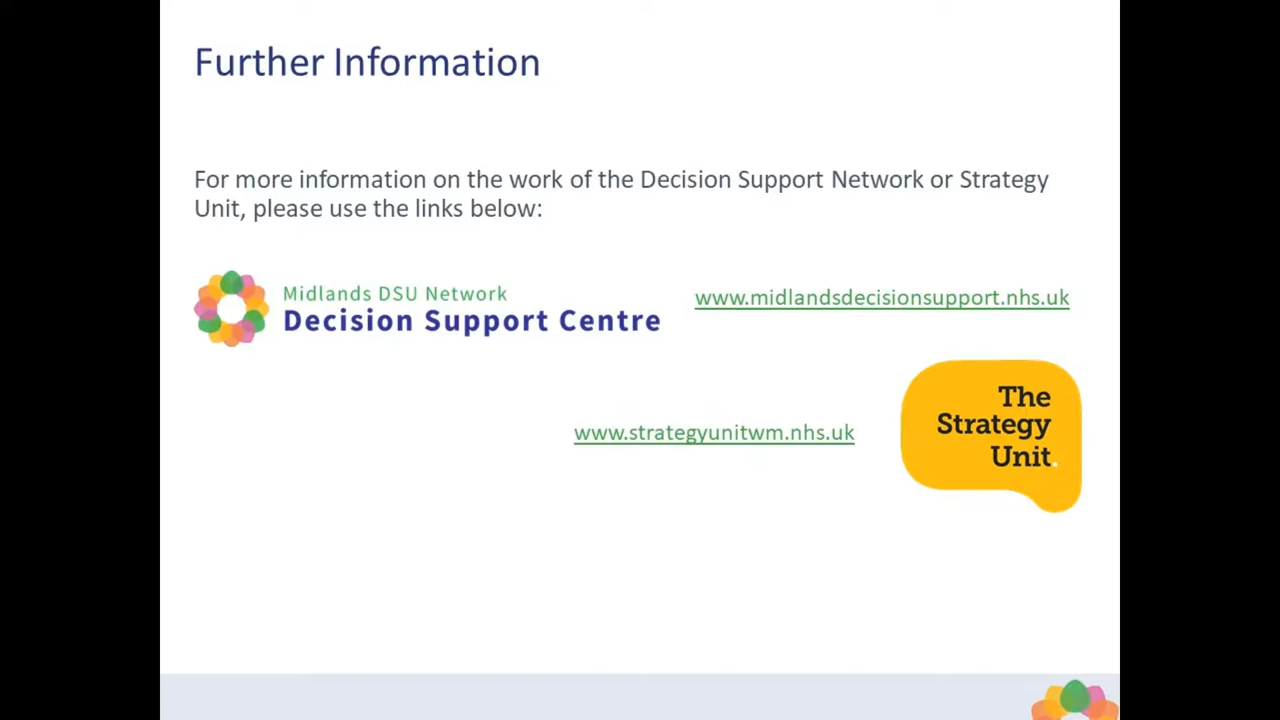 Further Information
For more information on the work of the Decision Support Network or Strategy
Unit, please use the links below:
Midlands DSU Network
Decision Support Centre
www.midlandsdecisionsupport.nhs.uk
www.strategyunitwm.nhs.uk
The
Strategy
Unit.